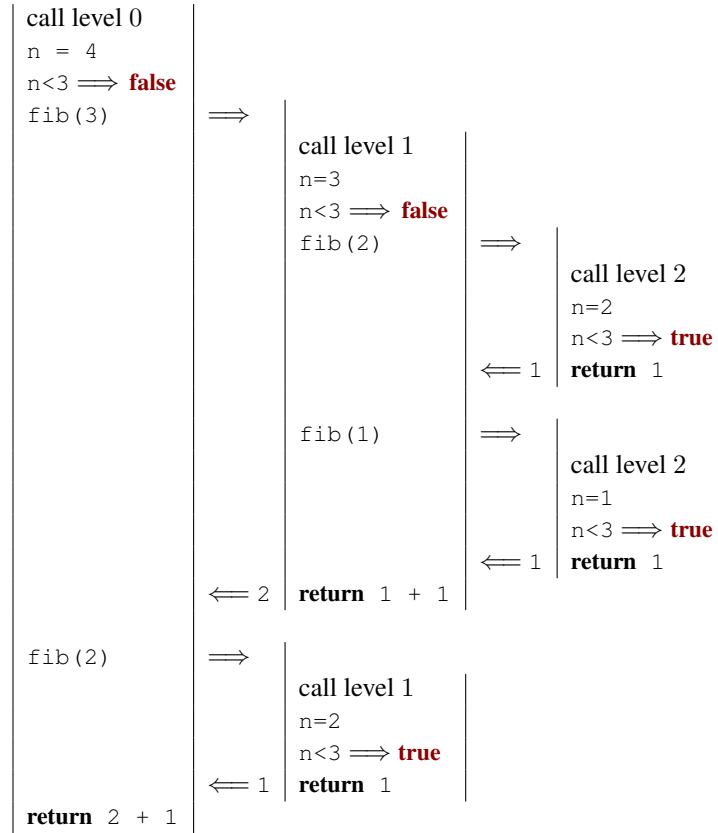 call level 0
n = 4
n<3 ⟹ false
fib(3) ⟹
call level 1
n=3
n<3 ⟹ false
fib(2) ⟹
call level 2
n=2
n<3 ⟹ true
⟸ 1 return 1
fib(1) ⟹
call level 2
n=1
n<3 ⟹ true
⟸ 1 return 1
⟸ 2 return 1 + 1
fib(2) ⟹
call level 1
n=2
n<3 ⟹ true
⟸ 1 return 1
return 2 + 1